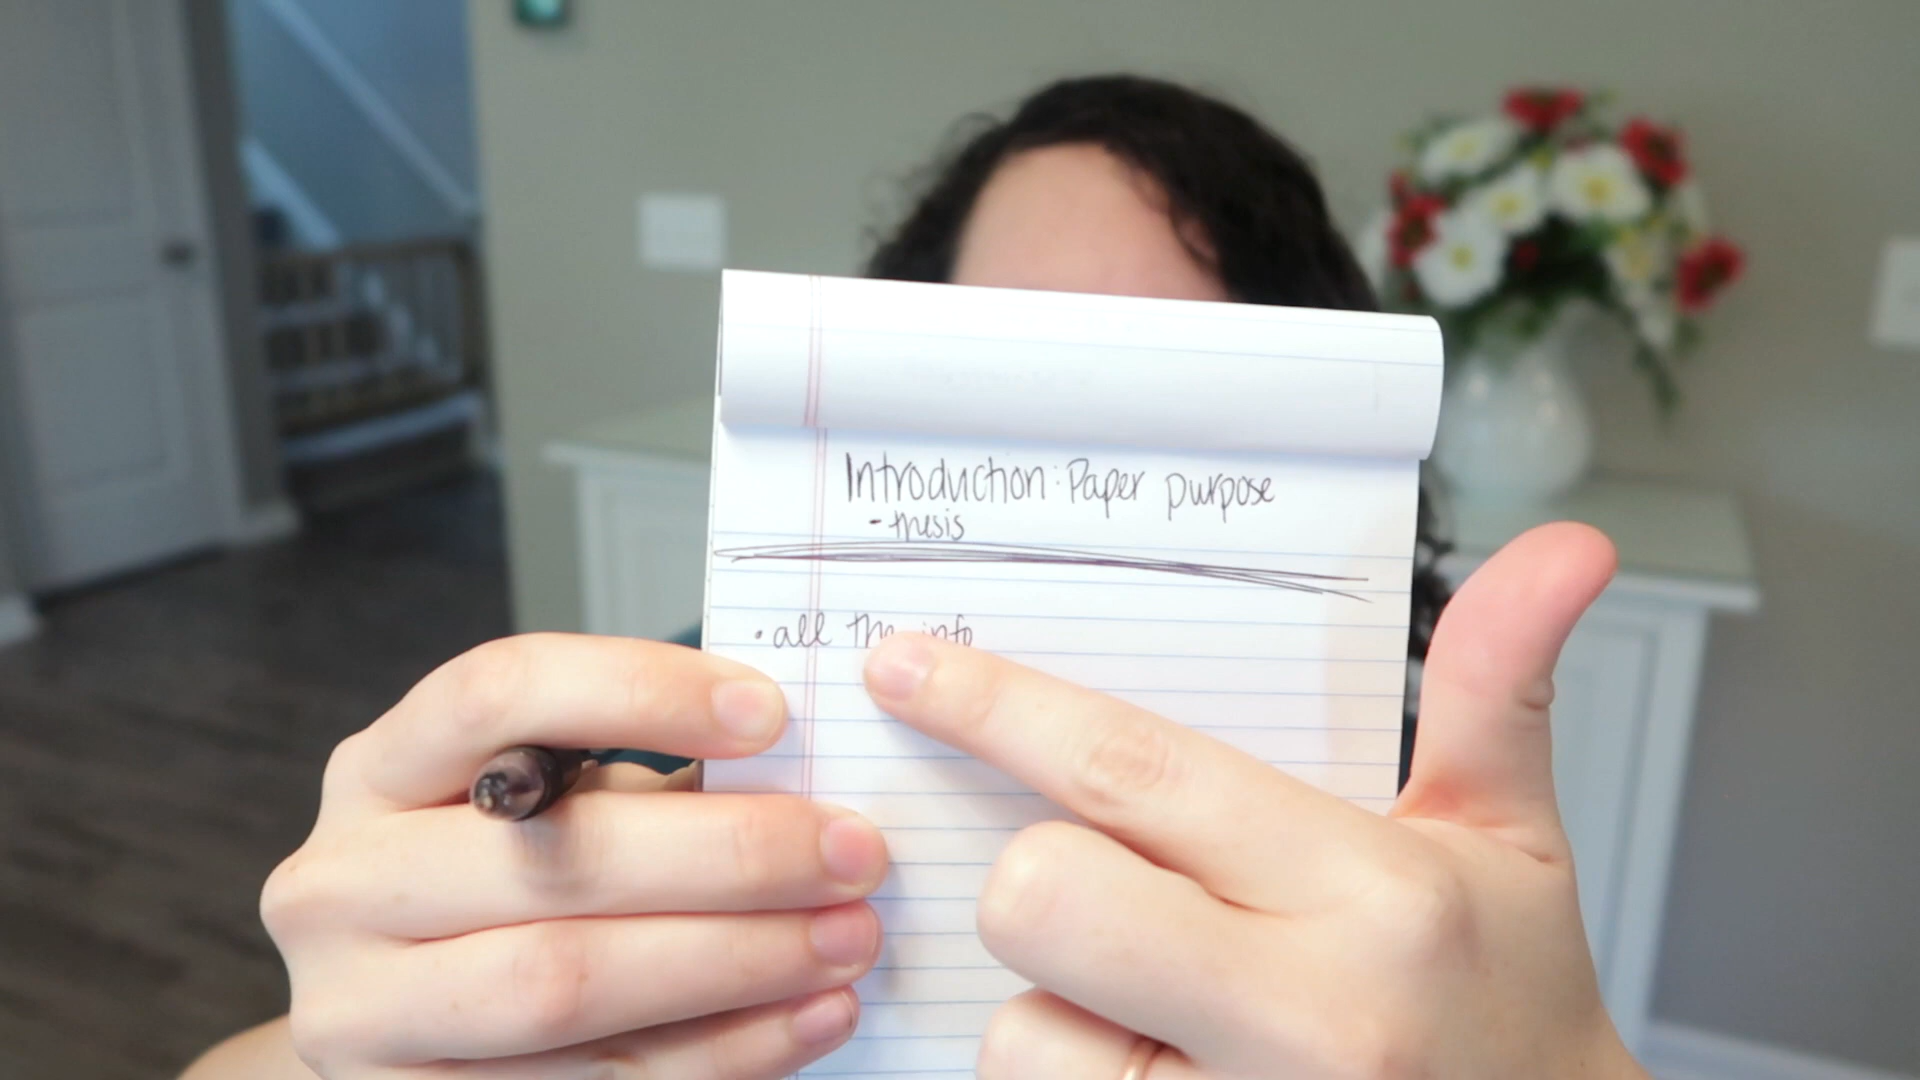 Introduction: Paper purpose
- thesis
• all the info